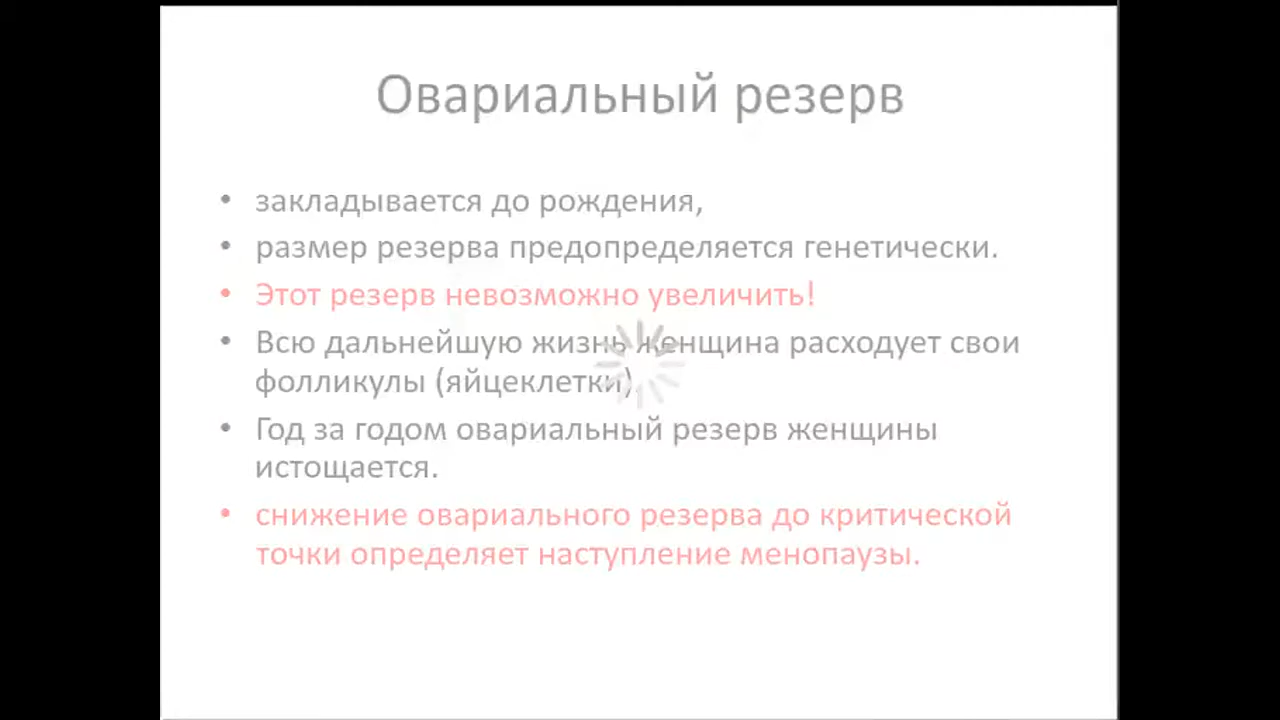 Овариальный резерв
• закладывается до рождения,
• размер резерва предопределяется генетически.
• Этот резерв невозможно увеличить!
• Всю дальнейшую жизнь женщина расходует свои
фолликулы (яйцеклетки).
• Год за годом овариальный резерв женщины
истощается.
• снижение овариального резерва до критической
точки определяет наступление менопаузы.